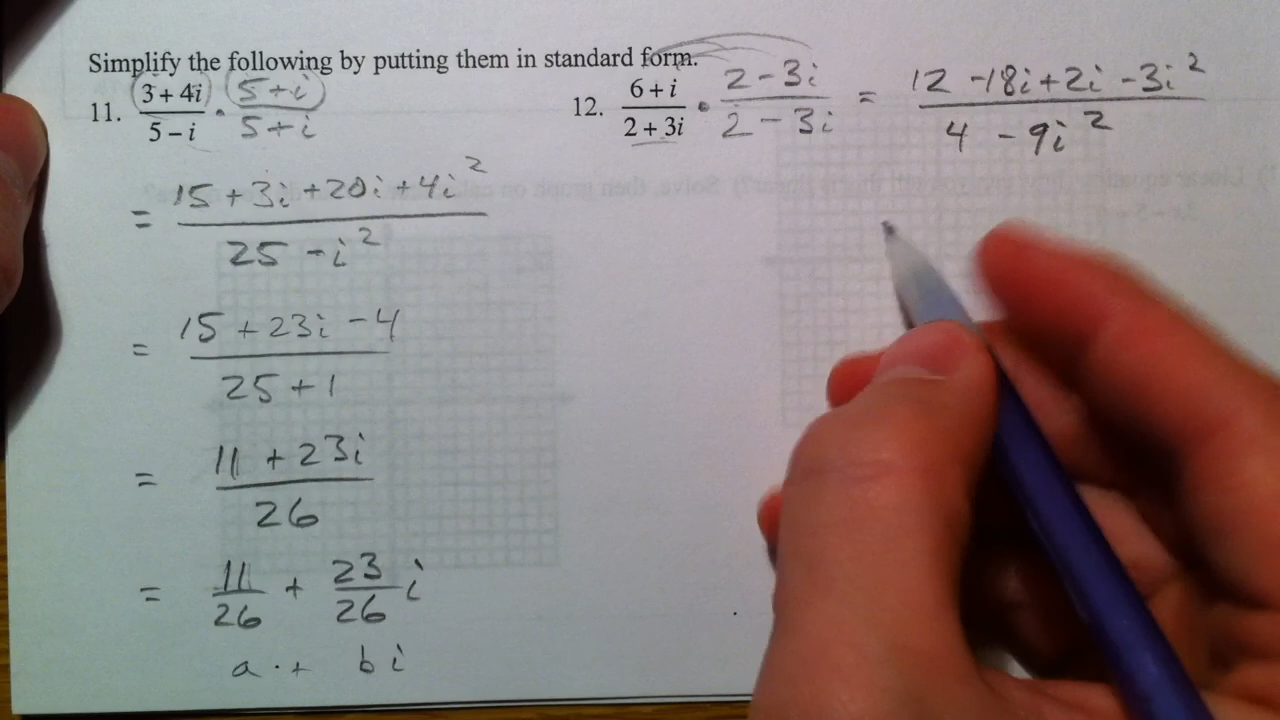 Simplify the following by putting them in standard form.
11. (3 + 4i)/(5 − i) · (5 + i)/(5 + i)
= (15 + 3i + 20i + 4i²)/(25 − i²)
= (15 + 23i − 4)/(25 + 1)
= (11 + 23i)/26
= 11/26 + 23/26 i
a + bi
12. (6 + i)/(2 + 3i) · (2 − 3i)/(2 − 3i) = (12 − 18i + 2i − 3i²)/(4 − 9i²)